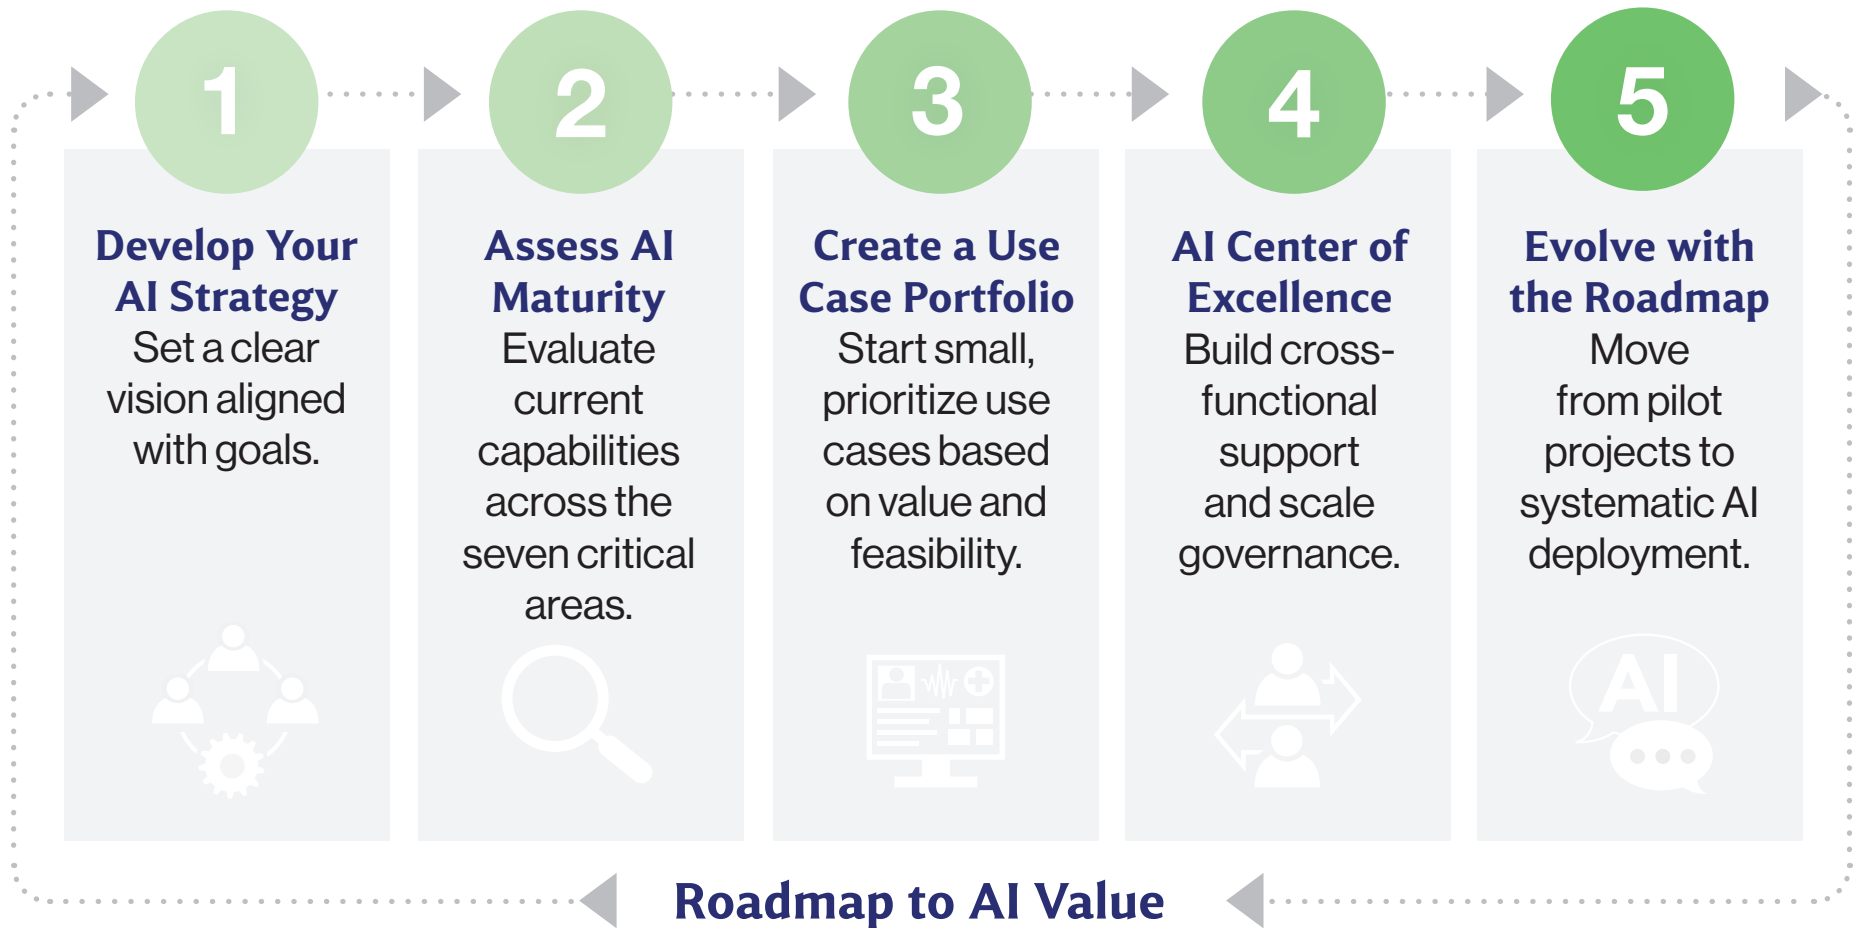 1
Develop Your
AI Strategy
Set a clear
vision aligned
with goals.
2
Assess AI
Maturity
Evaluate
current
capabilities
across the
seven critical
areas.
3
Create a Use
Case Portfolio
Start small,
prioritize use
cases based
on value and
feasibility.
4
AI Center of
Excellence
Build cross-
functional
support
and scale
governance.
5
Evolve with
the Roadmap
Move
from pilot
projects to
systematic AI
deployment.
AI
Roadmap to AI Value